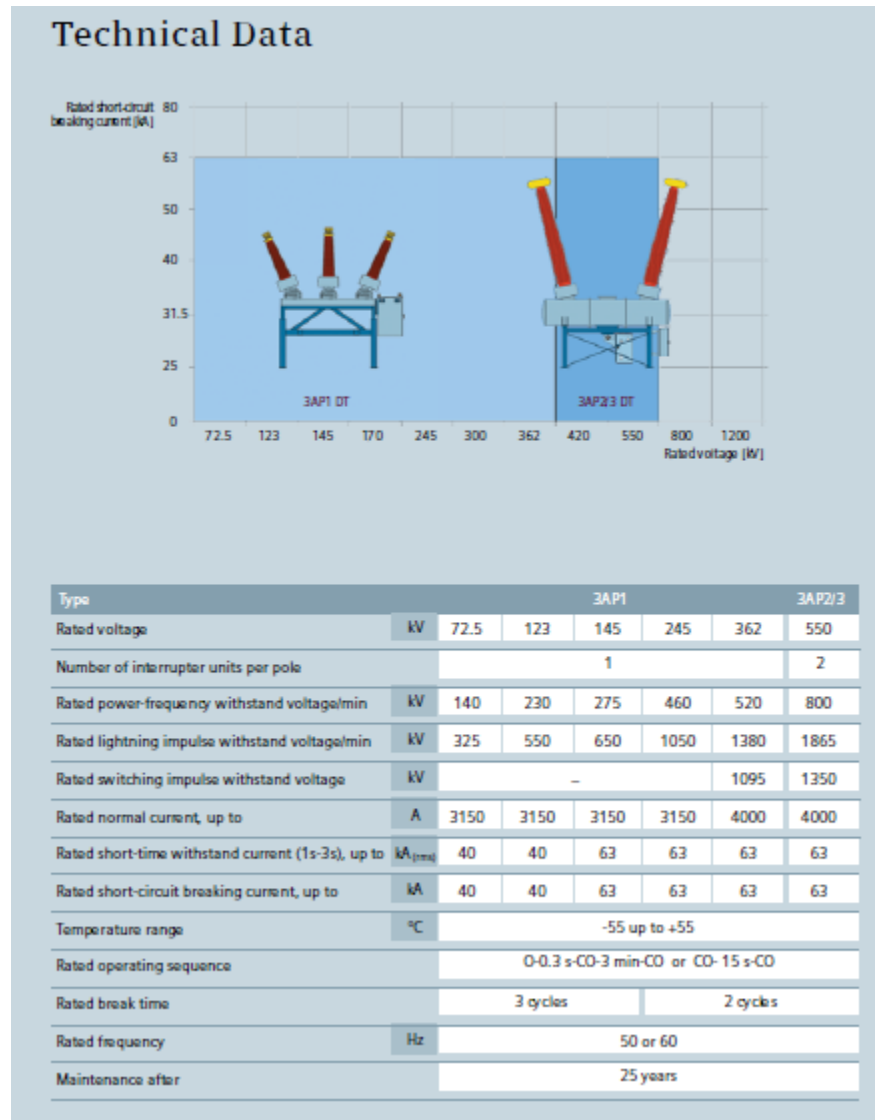 Technical Data
Rated short-circuit
breaking current [kA]
80
63
50
40
31.5
25
0
3AP1 DT
3AP2/3 DT
72.5 123 145 170 245 300 362 420 550 800 1200
Rated voltage [kV]
Type 3AP1 3AP2/3
Rated voltage kV 72.5 123 145 245 362 550
Number of interrupter units per pole 1 2
Rated power-frequency withstand voltage/min kV 140 230 275 460 520 800
Rated lightning impulse withstand voltage/min kV 325 550 650 1050 1380 1865
Rated switching impulse withstand voltage kV – 1095 1350
Rated normal current, up to A 3150 3150 3150 3150 4000 4000
Rated short-time withstand current (1s-3s), up to kA (rms) 40 40 63 63 63 63
Rated short-circuit breaking current, up to kA 40 40 63 63 63 63
Temperature range °C -55 up to +55
Rated operating sequence O-0.3 s-CO-3 min-CO or CO- 15 s-CO
Rated break time 3 cycles 2 cycles
Rated frequency Hz 50 or 60
Maintenance after 25 years